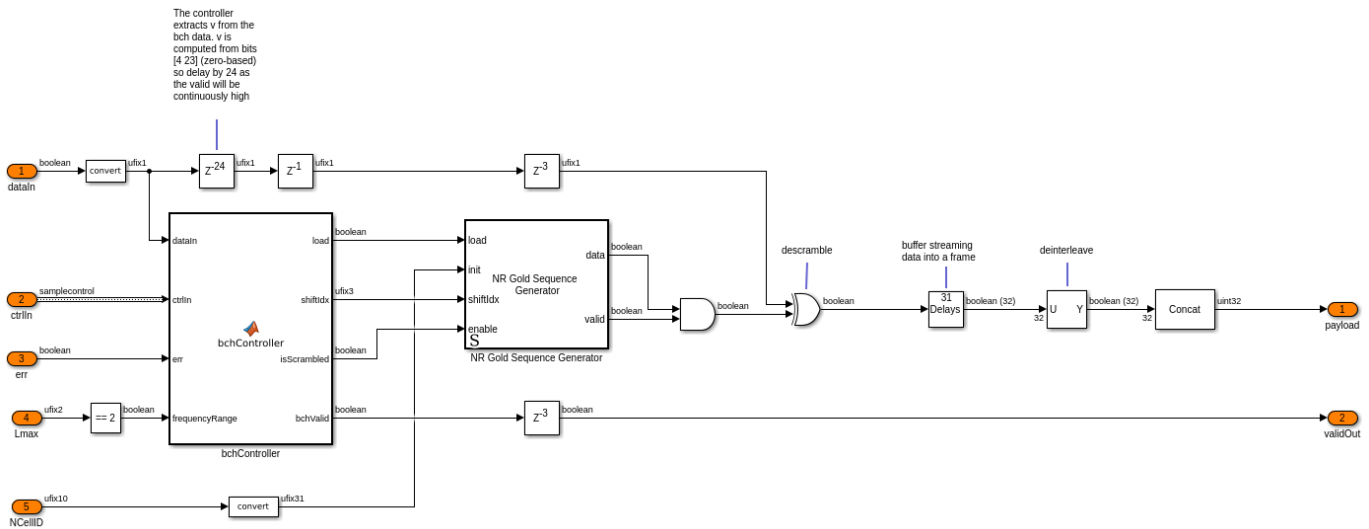 The controller
extracts v from the
bch data. v is
computed from bits
[4 23] (zero-based)
so delay by 24 as
the valid will be
continuously high
1
boolean
dataIn
convert
ufix1
Z-24
ufix1
Z-1
ufix1
Z-3
ufix1
2
samplecontrol
ctrlIn
3
boolean
err
4
ufix2
Lmax
== 2
boolean
5
ufix10
NCellID
convert
ufix31
dataIn
ctrlIn
err
frequencyRange
bchController
load
shiftIdx
isScrambled
bchValid
bchController
boolean
ufix3
boolean
boolean
load
init
shiftIdx
enable
S
NR Gold Sequence
Generator
data
valid
NR Gold Sequence Generator
boolean
boolean
boolean
descramble
boolean
buffer streaming
data into a frame
31
Delays
boolean (32)
32
deinterleave
U Y
boolean (32)
32
Concat
uint32
1
payload
Z-3
boolean
2
validOut